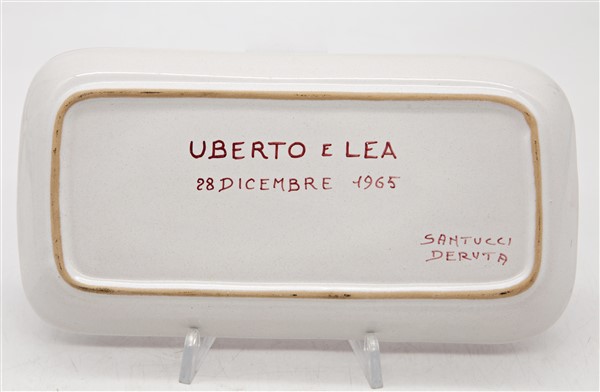 UBERTO E LEA
28 DICEMBRE 1965
SANTUCCI
DERUTA